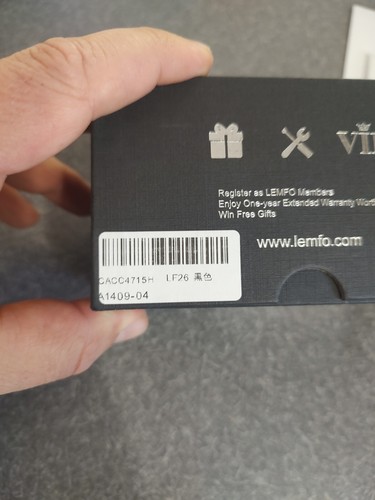 Register as LEMFO Members
Enjoy One-year Extended Warranty
Win Free Gifts
www.lemfo.com
CACC4715H LF26 黑色
A1409-04